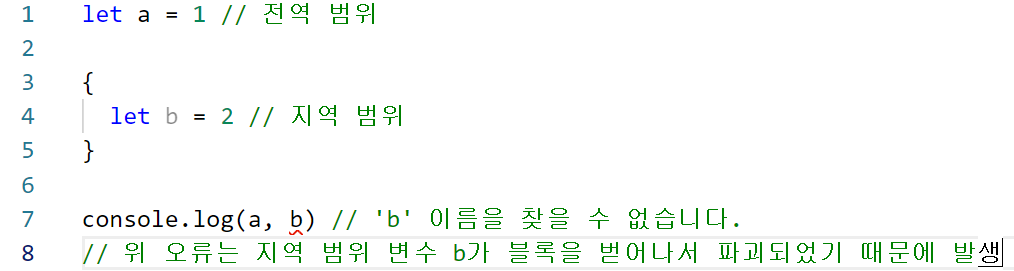 1 let a = 1 // 전역 범위
2
3 {
4 let b = 2 // 지역 범위
5 }
6
7 console.log(a, b) // 'b' 이름을 찾을 수 없습니다.
8 // 위 오류는 지역 범위 변수 b가 블록을 벋어나서 파괴되었기 때문에 발생